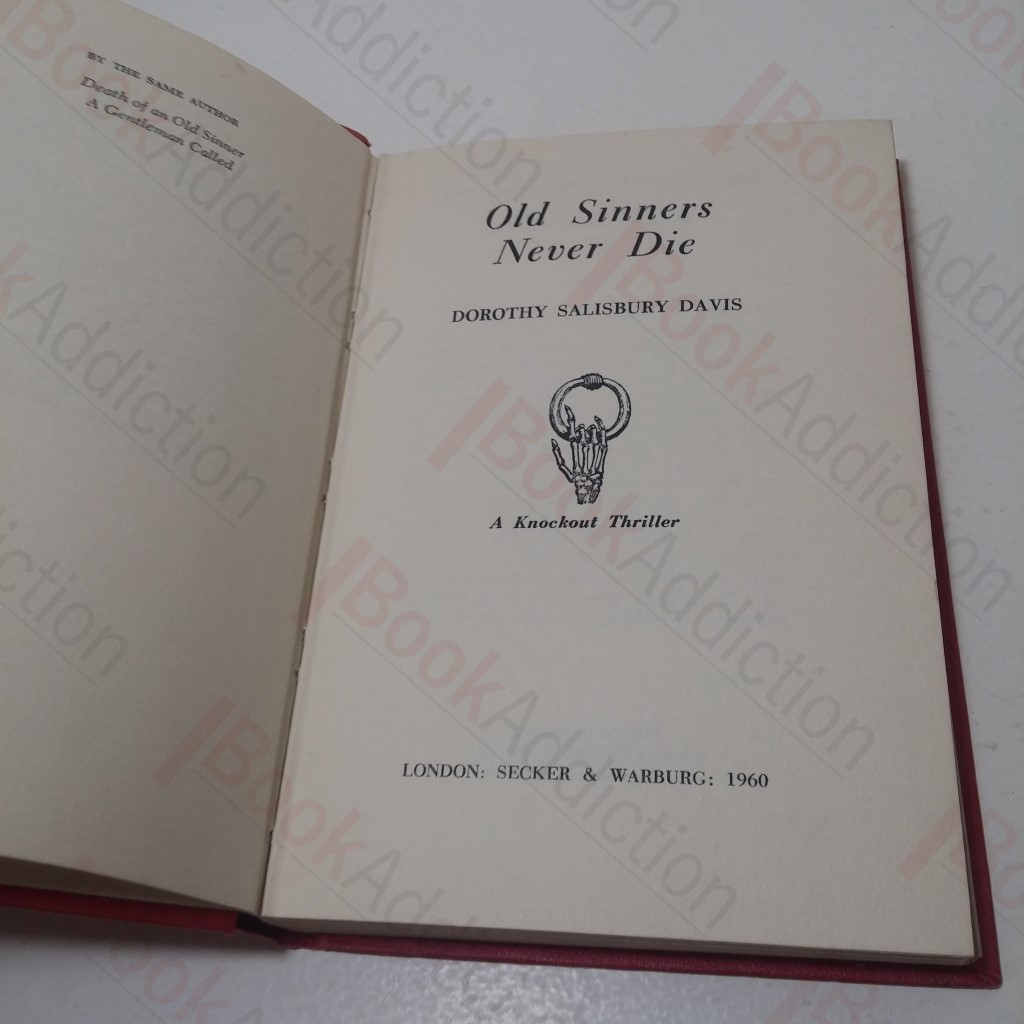 BY THE SAME AUTHOR
Death of an Old Sinner
A Gentleman Called
Old Sinners
Never Die
DOROTHY SALISBURY DAVIS
A Knockout Thriller
LONDON: SECKER & WARBURG: 1960
BookAddiction